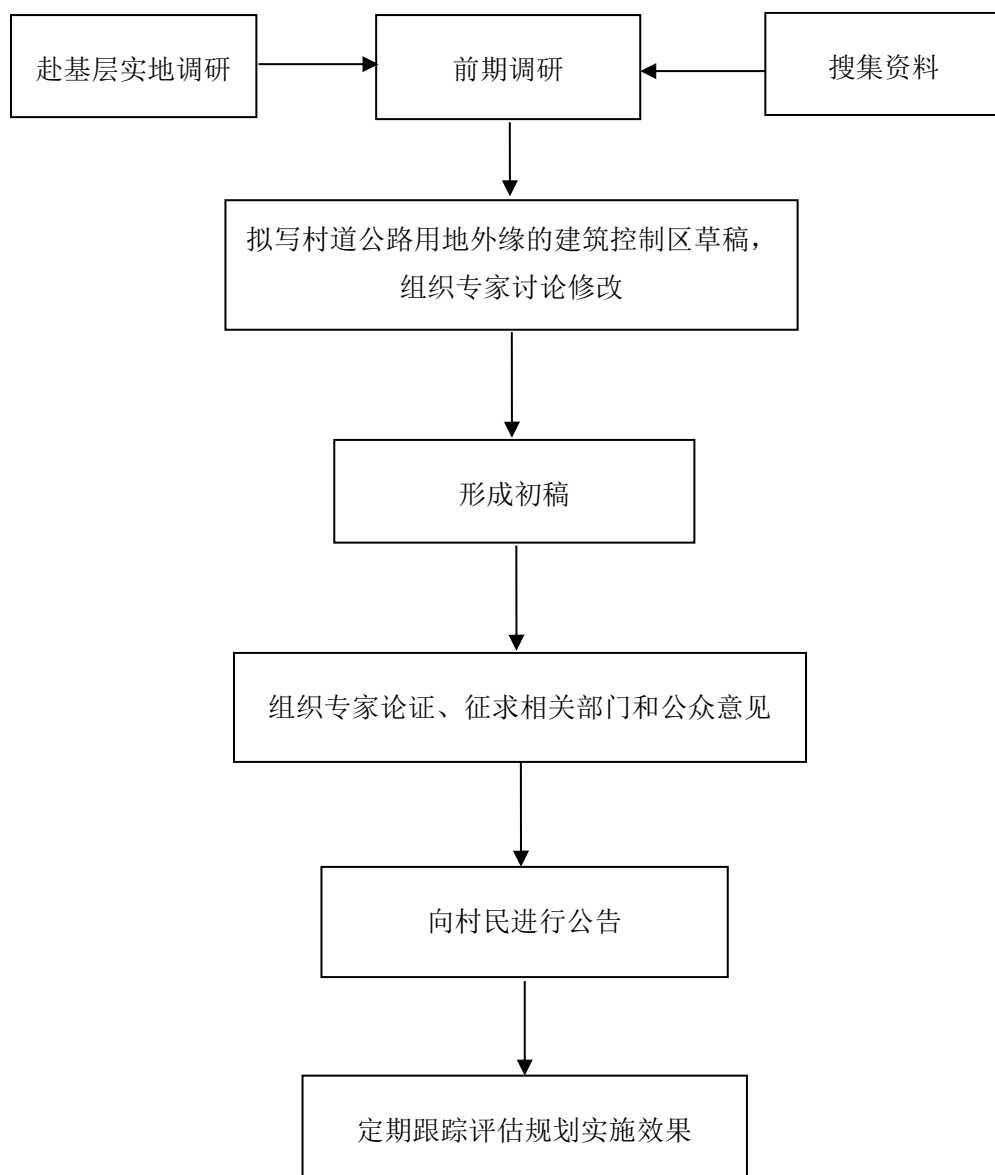 赴基层实地调研
前期调研
搜集资料
拟写村道公路用地外缘的建筑控制区草稿，
组织专家讨论修改
形成初稿
组织专家论证、征求相关部门和公众意见
向村民进行公告
定期跟踪评估规划实施效果